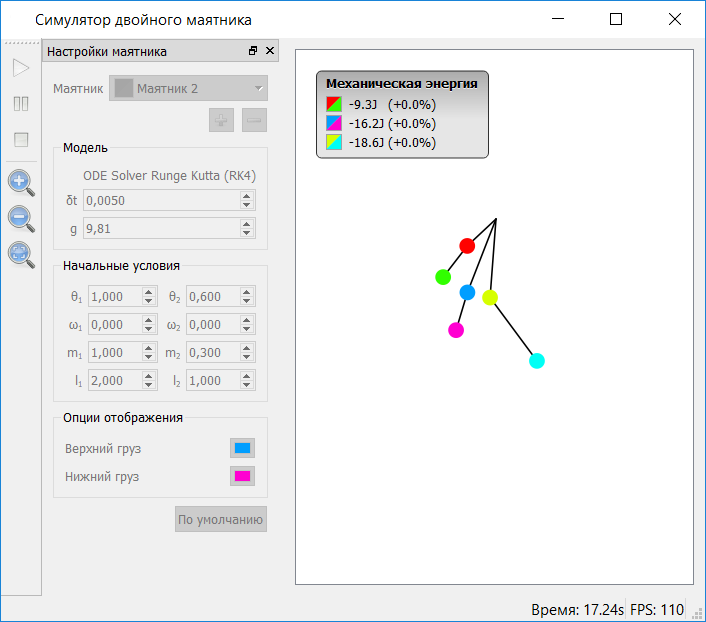 Симулятор двойного маятника
Настройки маятника
Маятник Маятник 2
Модель
ODE Solver Runge Kutta (RK4)
δt 0,0050
g 9,81
Начальные условия
θ₁ 1,000 θ₂ 0,600
ω₁ 0,000 ω₂ 0,000
m₁ 1,000 m₂ 0,300
l₁ 2,000 l₂ 1,000
Опции отображения
Верхний груз
Нижний груз
По умолчанию
Механическая энергия
-9.3J (+0.0%)
-16.2J (+0.0%)
-18.6J (+0.0%)
Время: 17.24s FPS: 110